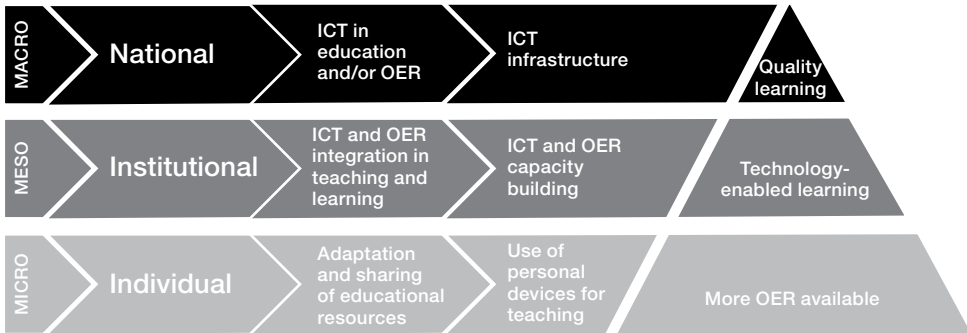 MACRO
National
ICT in
education
and/or OER
ICT
infrastructure
Quality
learning
MESO
Institutional
ICT and OER
integration in
teaching and
learning
ICT and OER
capacity
building
Technology-
enabled learning
MICRO
Individual
Adaptation
and sharing
of educational
resources
Use of
personal
devices for
teaching
More OER available